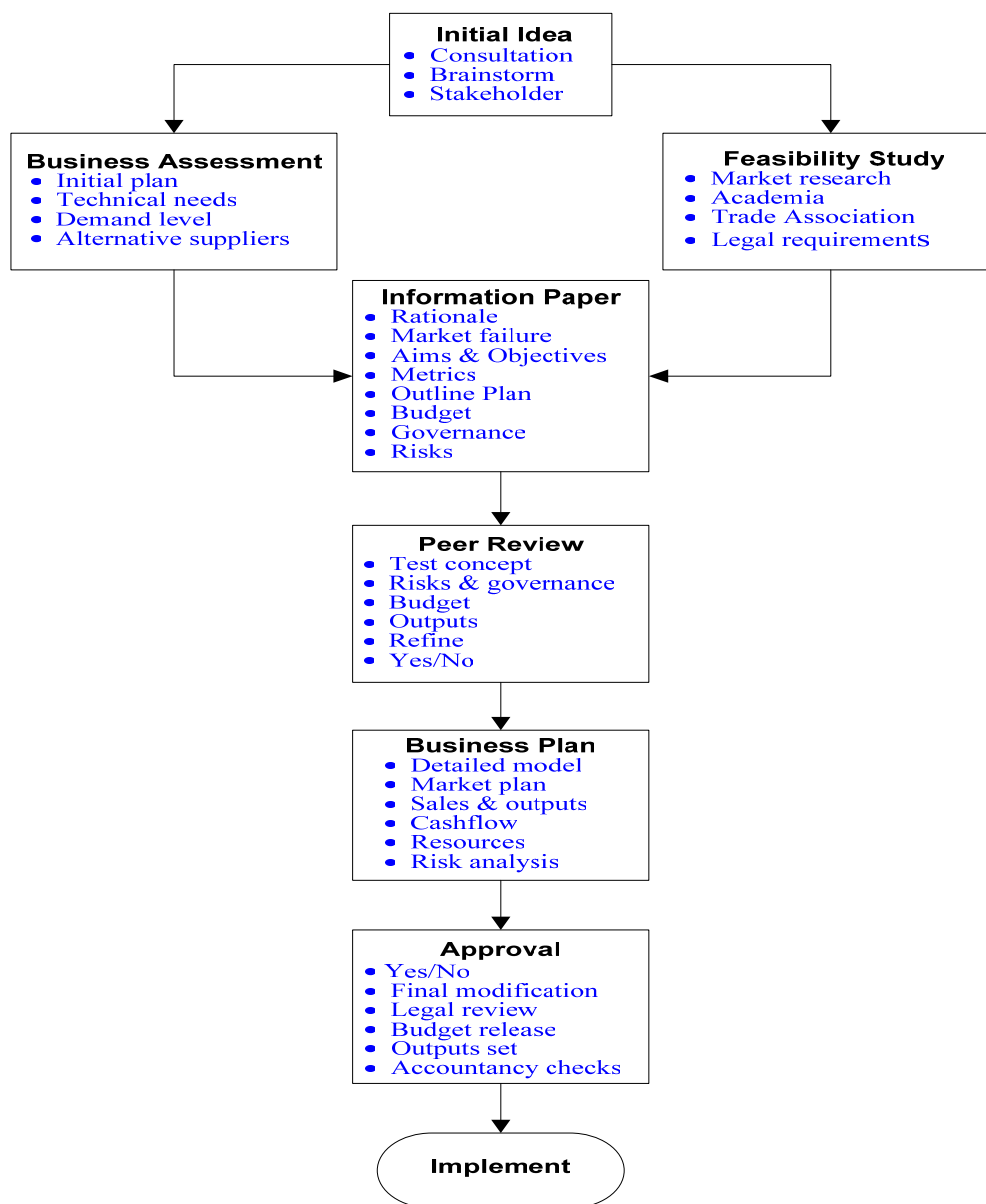 Initial Idea
• Consultation
• Brainstorm
• Stakeholder
Business Assessment
• Initial plan
• Technical needs
• Demand level
• Alternative suppliers
Feasibility Study
• Market research
• Academia
• Trade Association
• Legal requirements
Information Paper
• Rationale
• Market failure
• Aims & Objectives
• Metrics
• Outline Plan
• Budget
• Governance
• Risks
Peer Review
• Test concept
• Risks & governance
• Budget
• Outputs
• Refine
• Yes/No
Business Plan
• Detailed model
• Market plan
• Sales & outputs
• Cashflow
• Resources
• Risk analysis
Approval
• Yes/No
• Final modification
• Legal review
• Budget release
• Outputs set
• Accountancy checks
Implement